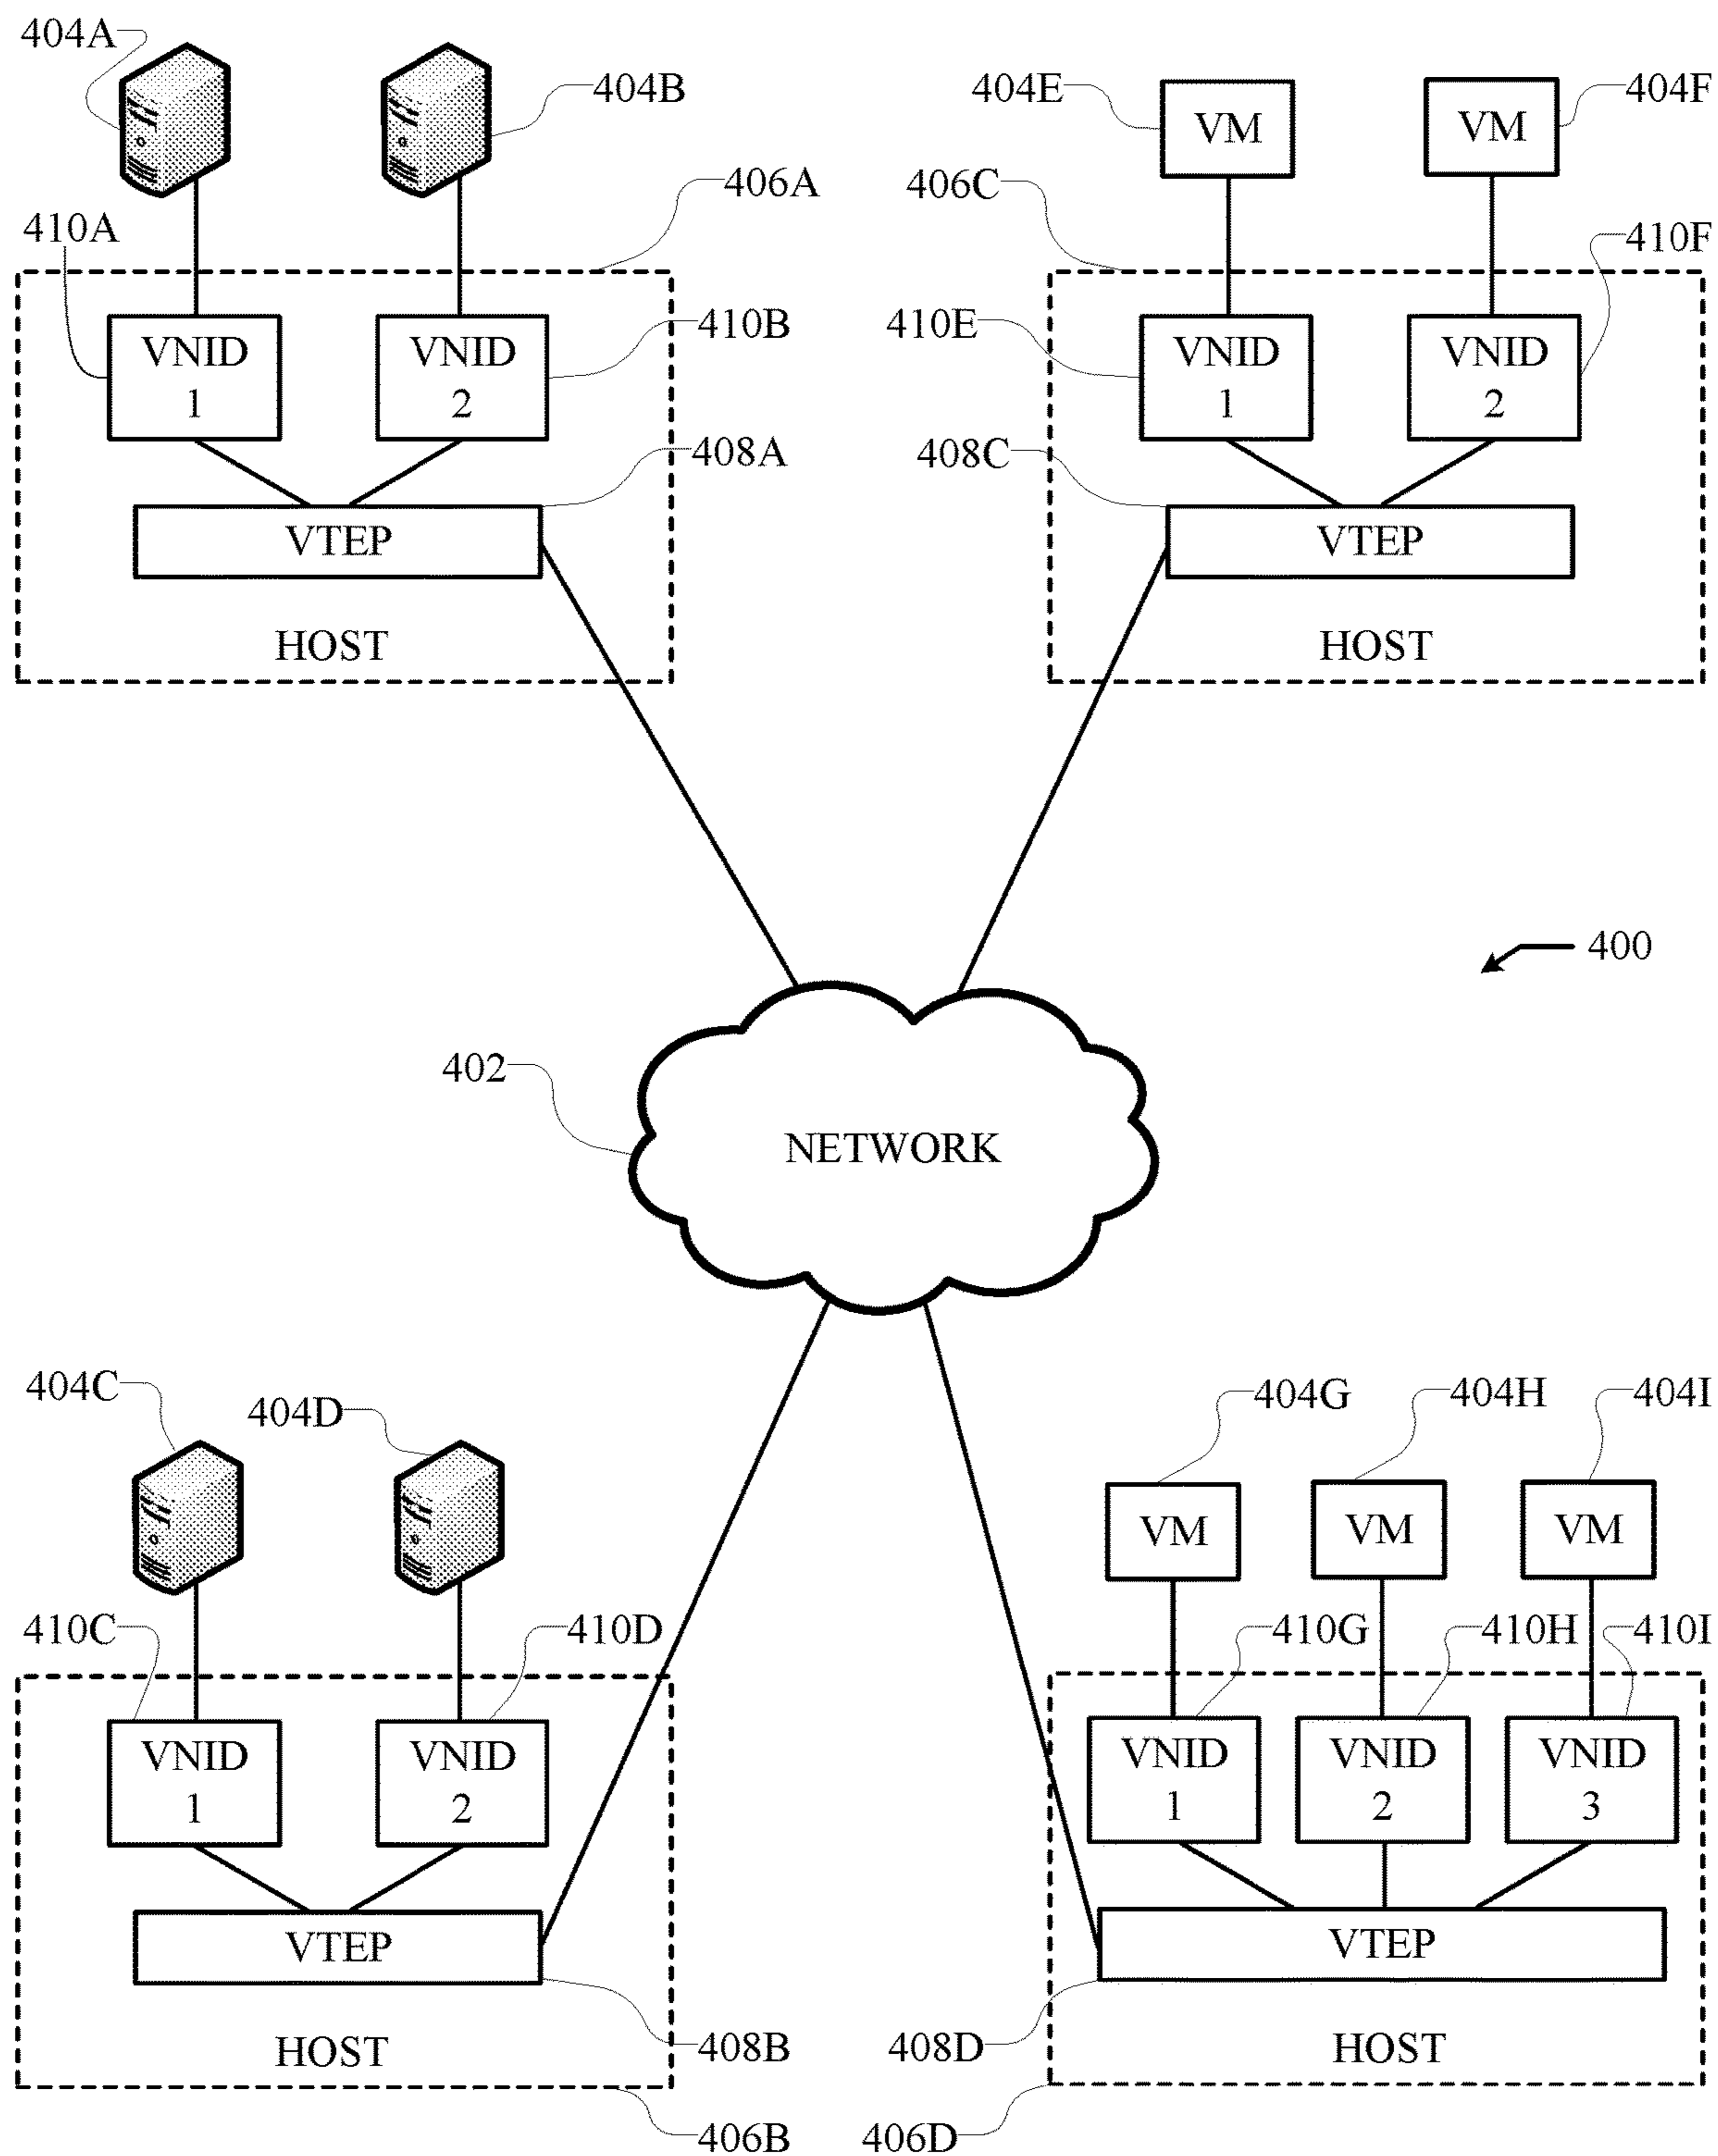 404A
404B
404E
VM
VM
404F
406A
406C
410A
410F
VNID
1
VNID
2
410B
410E
VNID
1
VNID
2
408A
408C
VTEP
VTEP
HOST
HOST
400
402
NETWORK
404C
404D
404G
404H
404I
VM
VM
VM
410C
410D
410G
410H
410I
VNID
1
VNID
2
VNID
1
VNID
2
VNID
3
VTEP
VTEP
HOST
408B
408D
HOST
406B
406D